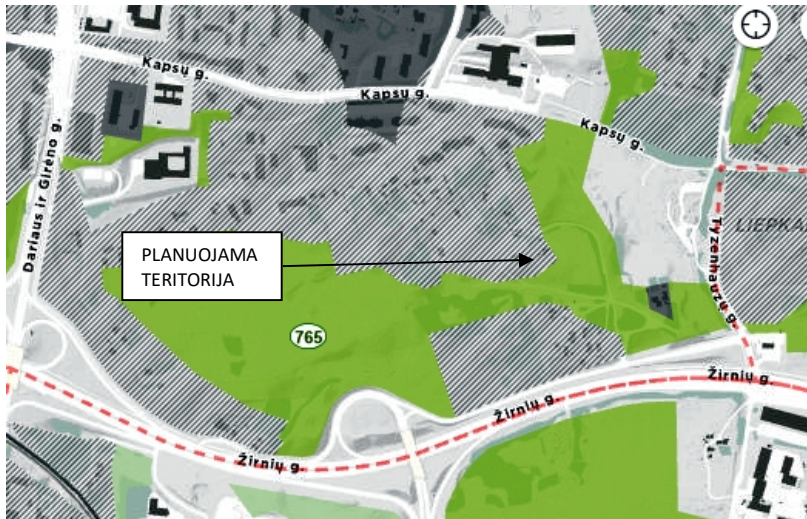 Kapsų g.
Kapsų g.
Kapsų g.
Dariaus ir Girėno g.
PLANUOJAMA
TERITORIJA
LIEPKA
Tyzenhauzų g.
765
Žirnių g.
Žirnių g.
Žirnių g.